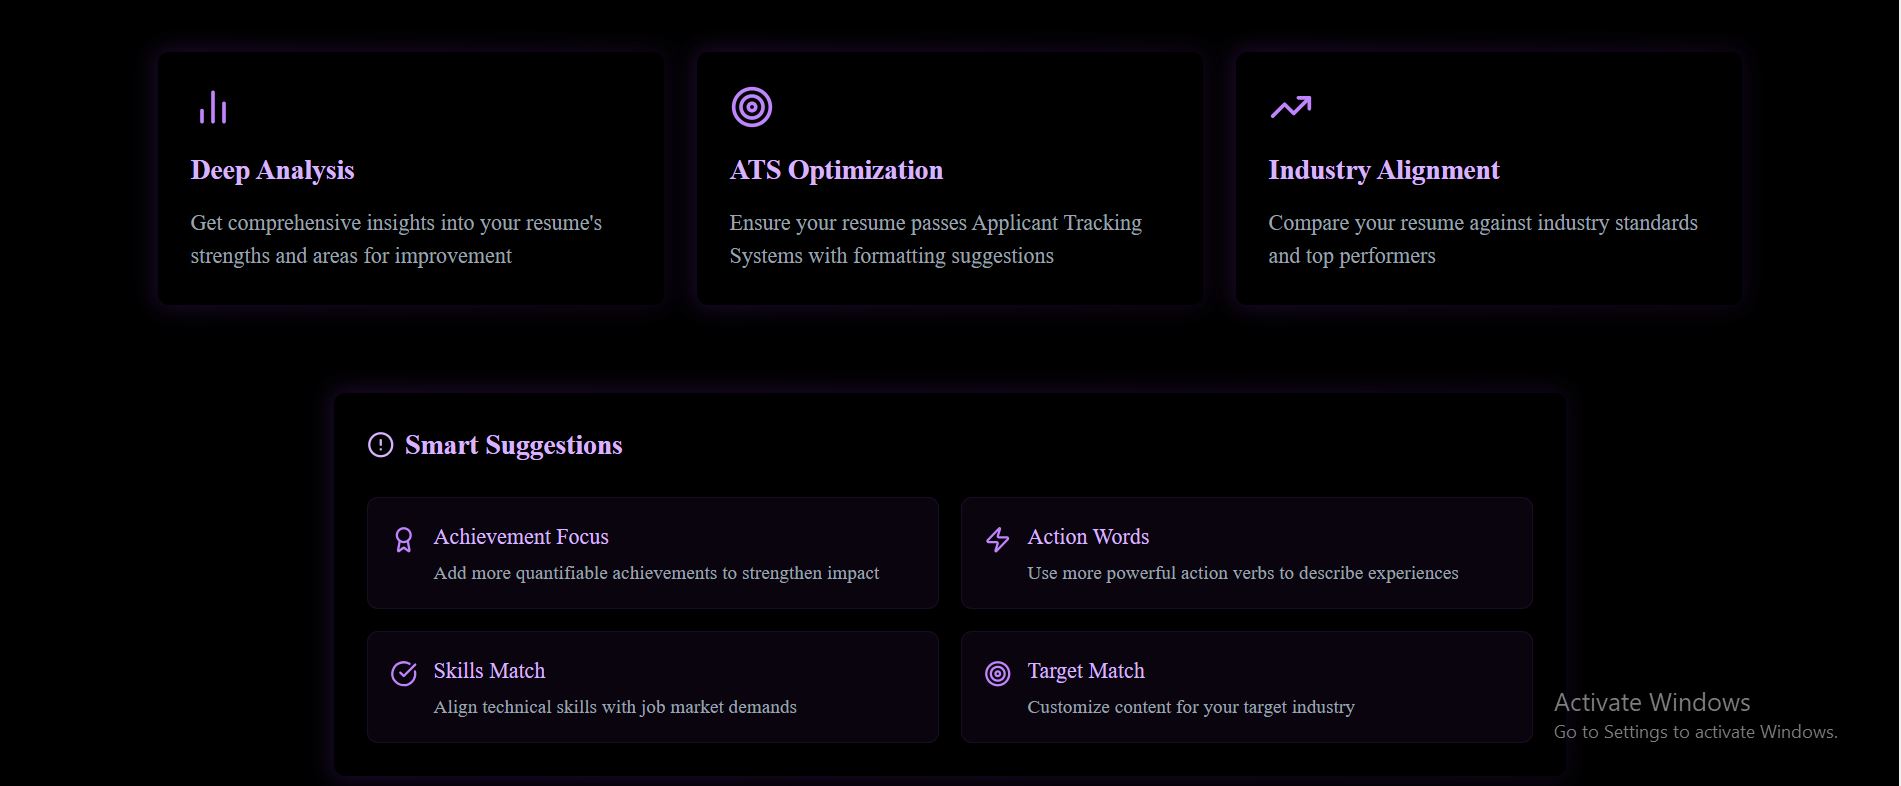 Deep Analysis
Get comprehensive insights into your resume's
strengths and areas for improvement
ATS Optimization
Ensure your resume passes Applicant Tracking
Systems with formatting suggestions
Industry Alignment
Compare your resume against industry standards
and top performers
Smart Suggestions
Achievement Focus
Add more quantifiable achievements to strengthen impact
Action Words
Use more powerful action verbs to describe experiences
Skills Match
Align technical skills with job market demands
Target Match
Customize content for your target industry
Activate Windows
Go to Settings to activate Windows.